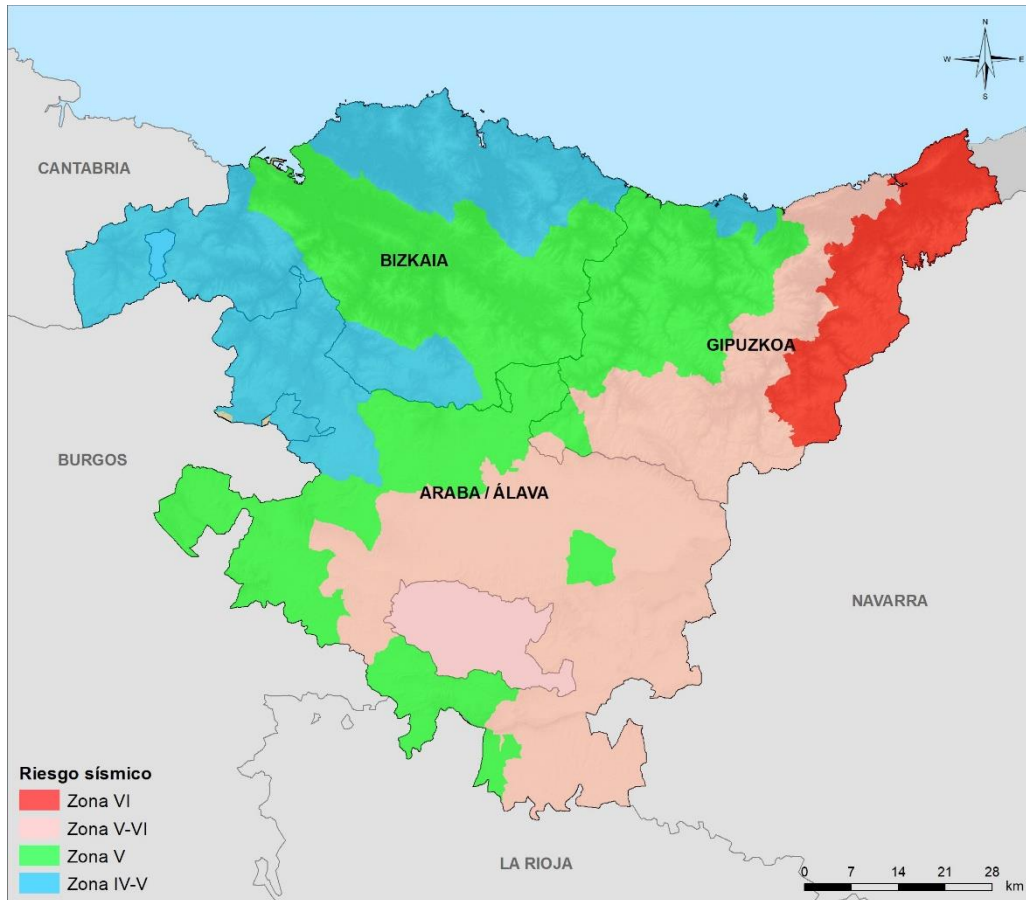 N
W E
S
CANTABRIA
BIZKAIA
GIPUZKOA
BURGOS
ARABA / ÁLAVA
NAVARRA
LA RIOJA
Riesgo sísmico
Zona VI
Zona V-VI
Zona V
Zona IV-V
0 7 14 21 28
km